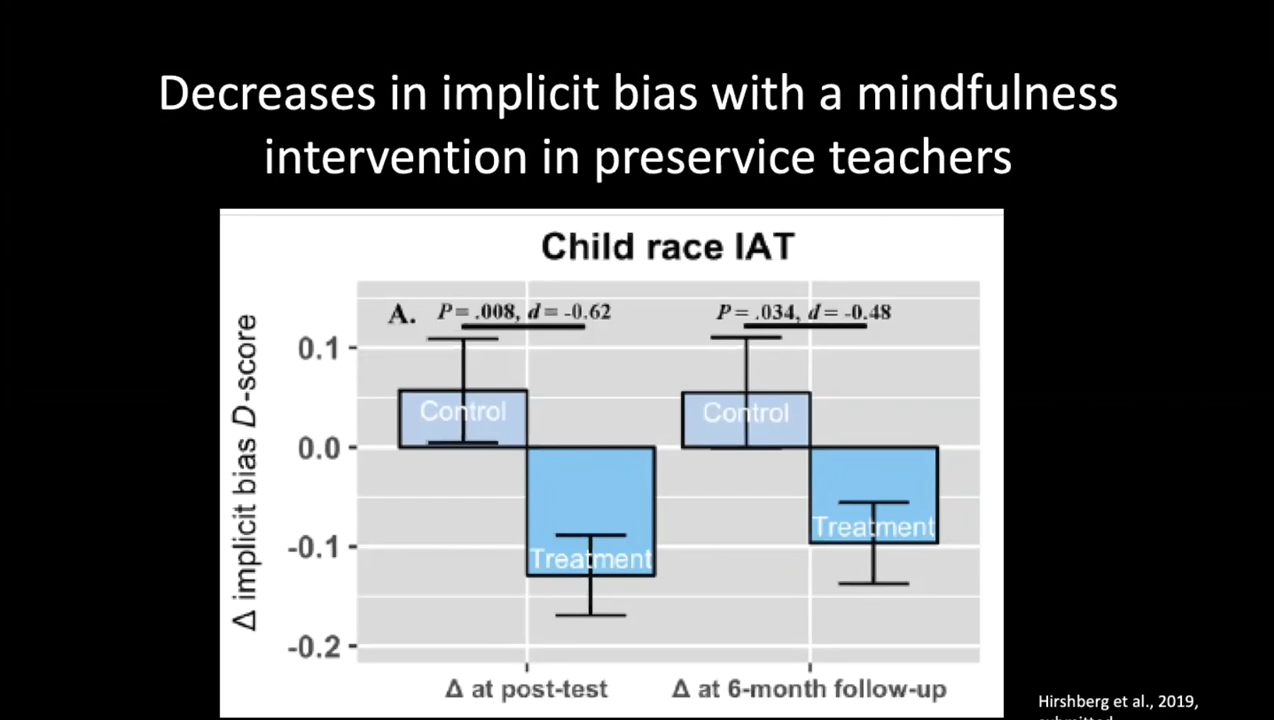 Decreases in implicit bias with a mindfulness
intervention in preservice teachers
Child race IAT
A. P = .008, d = -0.62
P = .034, d = -0.48
Δ implicit bias D-score
0.1
0.0
-0.1
-0.2
Control
Treatment
Control
Treatment
Δ at post-test
Δ at 6-month follow-up
Hirshberg et al., 2019,